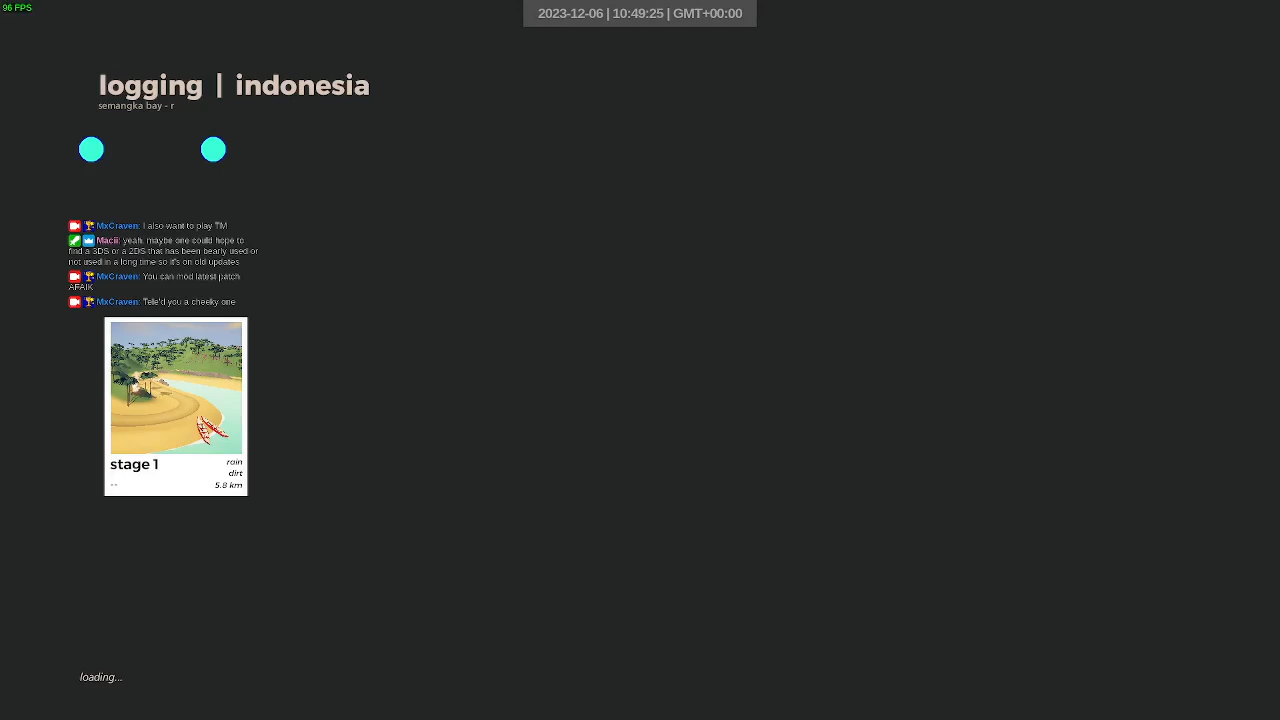 96 FPS
2023-12-06 | 10:49:25 | GMT+00:00
logging | indonesia
semangka bay - r
MxCraven: I also want to play TM
Macii: yeah. maybe one could hope to
find a 3DS or a 2DS that has been bearly used or
not used in a long time so it's on old updates
MxCraven: You can mod latest patch
AFAIK
MxCraven: Tele'd you a cheeky one
stage 1
rain
dirt
--
5.8 km
loading...